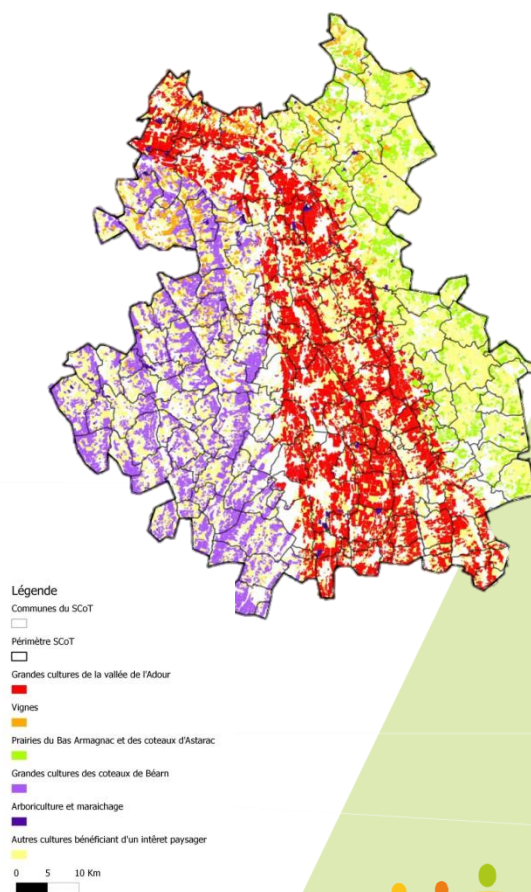 Légende
Communes du SCoT
Périmètre SCoT
Grandes cultures de la vallée de l'Adour
Vignes
Prairies du Bas Armagnac et des coteaux d'Astarac
Grandes cultures des coteaux de Béarn
Arboriculture et maraichage
Autres cultures bénéficiant d'un intêret paysager
0 5 10 Km